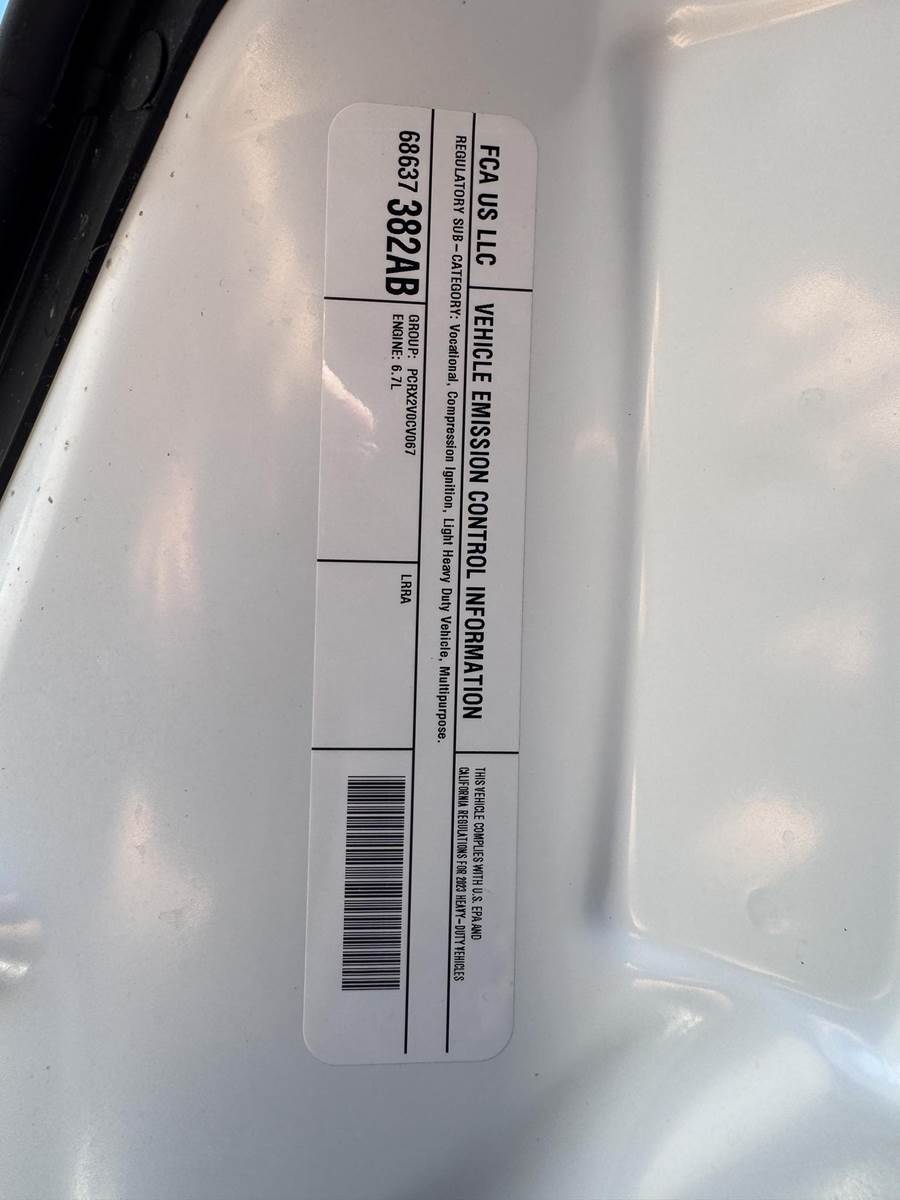 FCA US LLC
VEHICLE EMISSION CONTROL INFORMATION
THIS VEHICLE COMPLIES WITH U.S. EPA AND
CALIFORNIA REGULATIONS FOR 2023 HEAVY-DUTY VEHICLES
REGULATORY SUB-CATEGORY: Vocational, Compression Ignition, Light Heavy Duty Vehicle, Multipurpose.
68637 382AB
GROUP: PCRX2VOCV067
ENGINE: 6.7L
LRRA